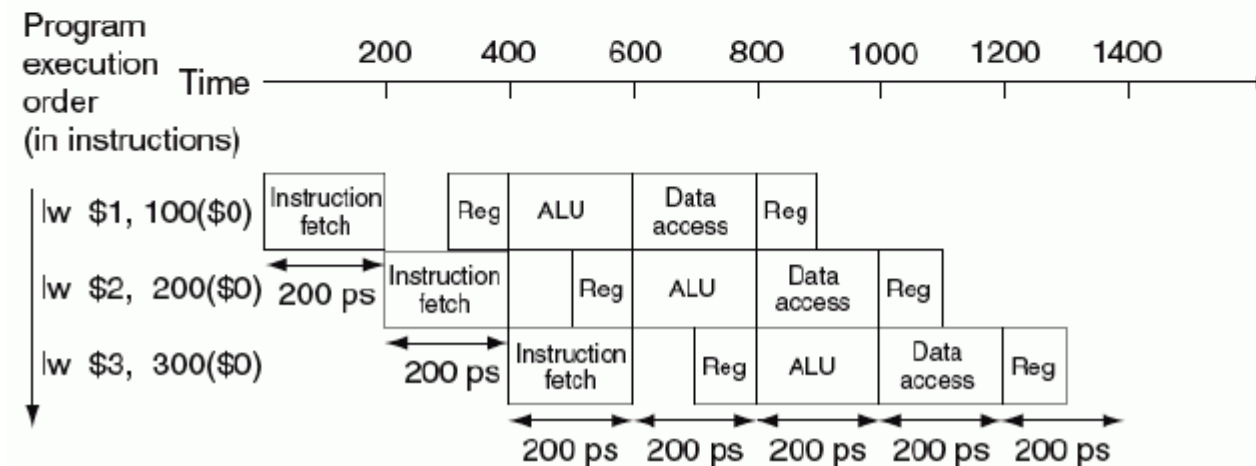 Program
execution
order
(in instructions)
Time
200 400 600 800 1000 1200 1400
lw $1, 100($0)
Instruction
fetch
Reg
ALU
Data
access
Reg
lw $2, 200($0)
200 ps
Instruction
fetch
Reg
ALU
Data
access
Reg
lw $3, 300($0)
200 ps
Instruction
fetch
Reg
ALU
Data
access
Reg
200 ps 200 ps 200 ps 200 ps 200 ps